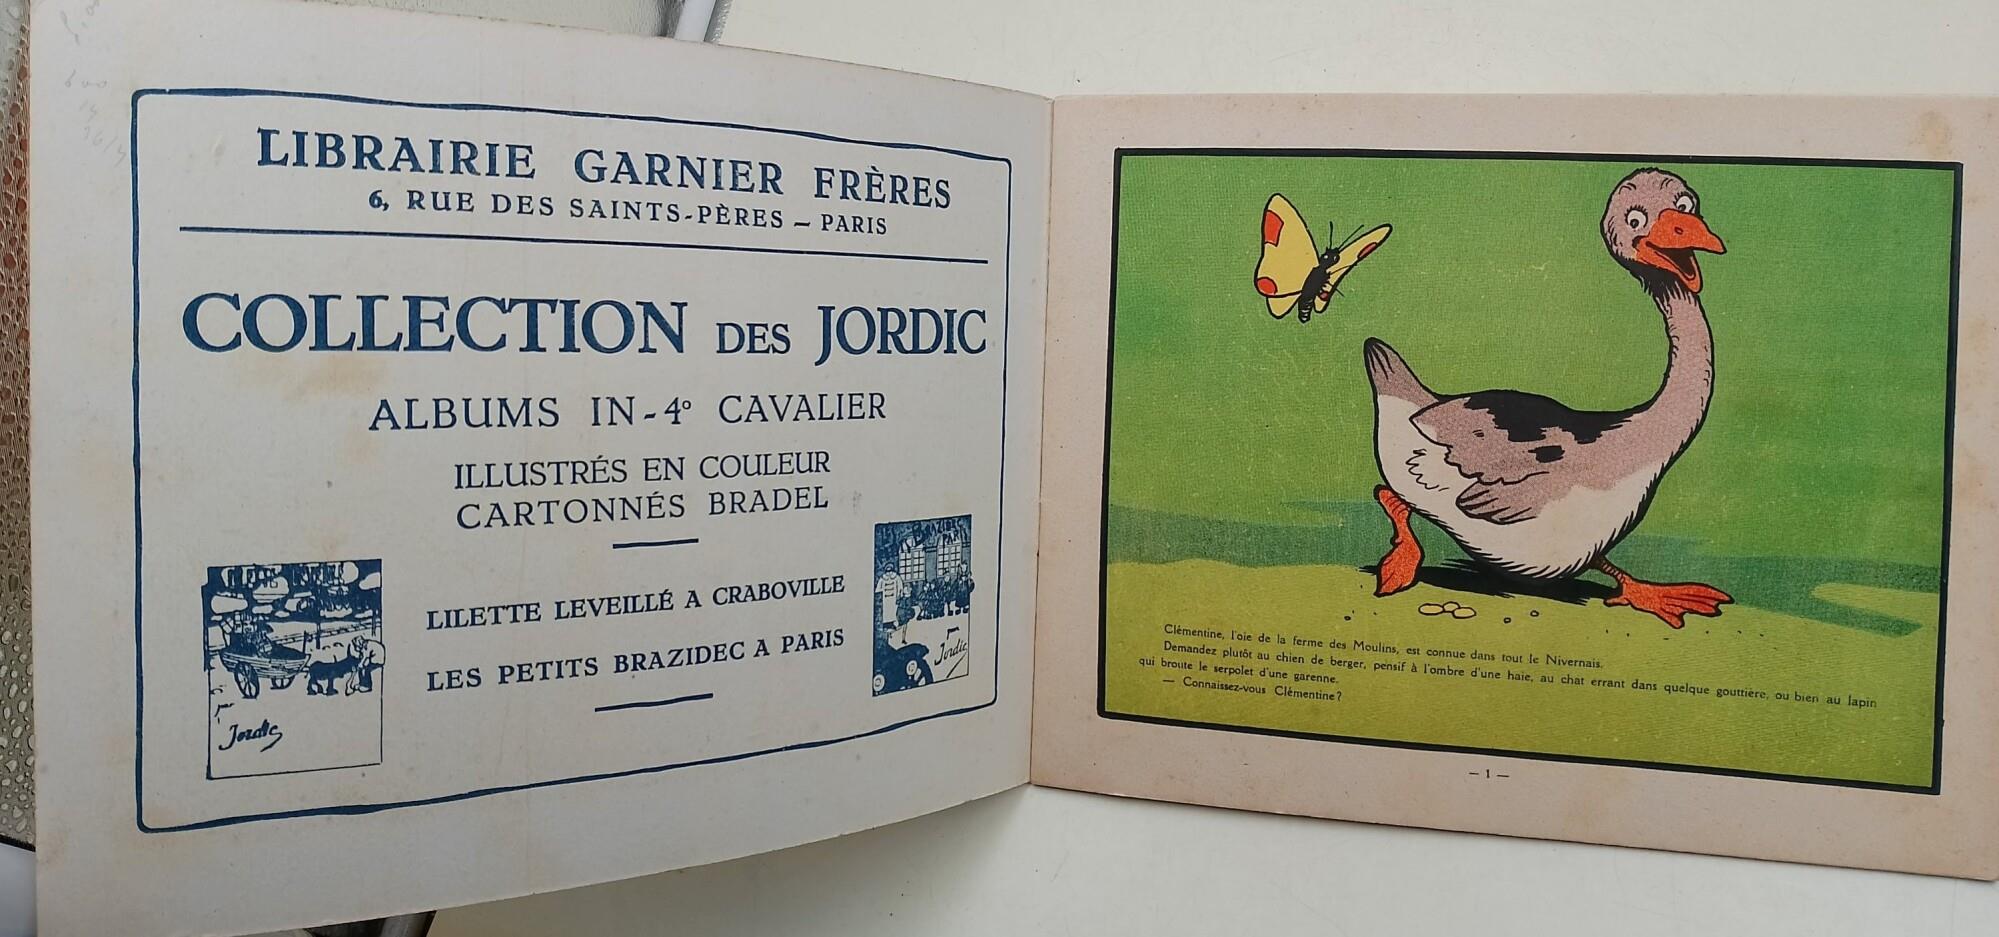 LIBRAIRIE GARNIER FRÈRES
6, RUE DES SAINTS-PÈRES — PARIS
COLLECTION DES JORDIC
ALBUMS IN-4° CAVALIER
ILLUSTRÉS EN COULEUR
CARTONNÉS BRADEL
LILETTE LEVEILLÉ A CRABOVILLE
LES PETITS BRAZIDEC A PARIS
BRAZIDEC
PARIS
Jordic
Jordic
Clémentine, l'oie de la ferme des Moulins, est connue dans tout le Nivernais.
Demandez plutôt au chien de berger, pensif à l'ombre d'une haie, au chat errant dans quelque gouttière, ou bien au lapin
qui broute le serpolet d'une garenne.
— Connaissez-vous Clémentine?
— 1 —